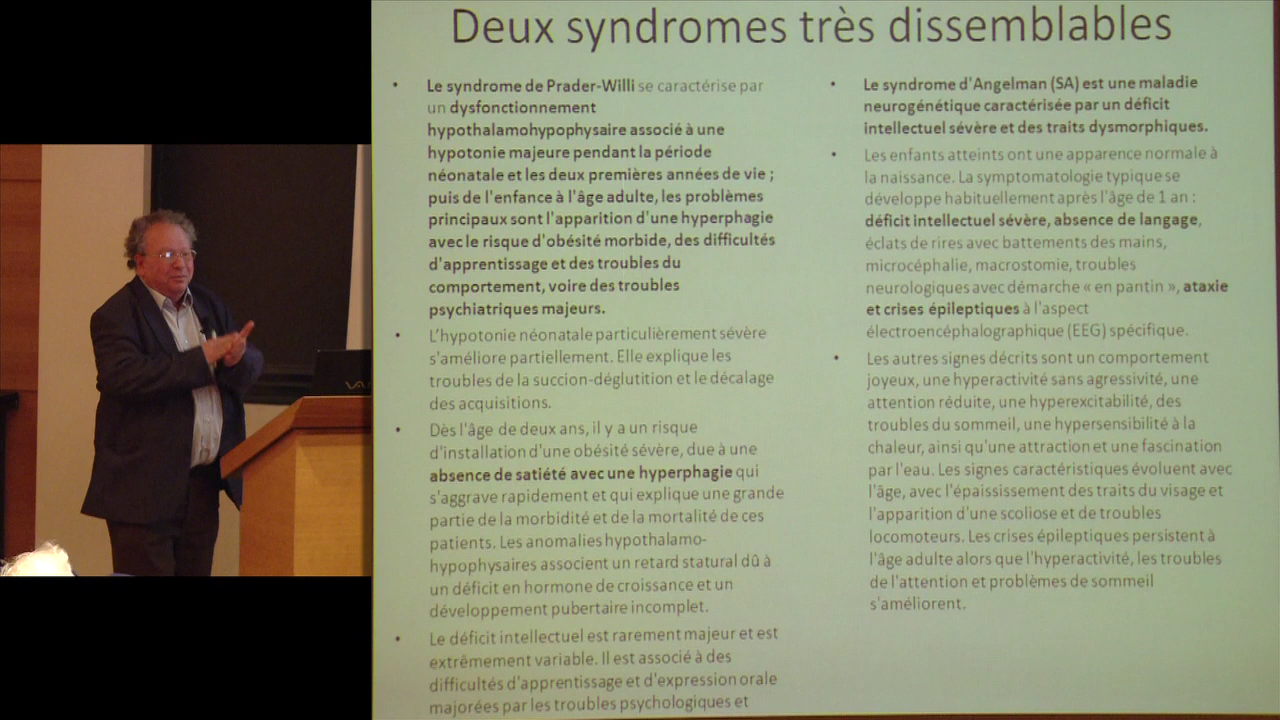 Deux syndromes très dissemblables
• Le syndrome de Prader-Willi se caractérise par
un dysfonctionnement
hypothalamohypophysaire associé à une
hypotonie majeure pendant la période
néonatale et les deux premières années de vie ;
puis de l'enfance à l'âge adulte, les problèmes
principaux sont l'apparition d'une hyperphagie
avec le risque d'obésité morbide, des difficultés
d'apprentissage et des troubles du
comportement, voire des troubles
psychiatriques majeurs.
• L'hypotonie néonatale particulièrement sévère
s'améliore partiellement. Elle explique les
troubles de la succion-déglutition et le décalage
des acquisitions.
• Dès l'âge de deux ans, il y a un risque
d'installation d'une obésité sévère, due à une
absence de satiété avec une hyperphagie qui
s'aggrave rapidement et qui explique une grande
partie de la morbidité et de la mortalité de ces
patients. Les anomalies hypothalamo-
hypophysaires associent un retard statural dû à
un déficit en hormone de croissance et un
développement pubertaire incomplet.
• Le déficit intellectuel est rarement majeur et est
extrêmement variable. Il est associé à des
difficultés d'apprentissage et d'expression orale
majorées par les troubles psychologiques et
• Le syndrome d'Angelman (SA) est une maladie
neurogénétique caractérisée par un déficit
intellectuel sévère et des traits dysmorphiques.
• Les enfants atteints ont une apparence normale à
la naissance. La symptomatologie typique se
développe habituellement après l'âge de 1 an :
déficit intellectuel sévère, absence de langage,
éclats de rires avec battements des mains,
microcéphalie, macrostomie, troubles
neurologiques avec démarche « en pantin », ataxie
et crises épileptiques à l'aspect
électroencéphalographique (EEG) spécifique.
• Les autres signes décrits sont un comportement
joyeux, une hyperactivité sans agressivité, une
attention réduite, une hyperexcitabilité, des
troubles du sommeil, une hypersensibilité à la
chaleur, ainsi qu'une attraction et une fascination
par l'eau. Les signes caractéristiques évoluent avec
l'âge, avec l'épaississement des traits du visage et
l'apparition d'une scoliose et de troubles
locomoteurs. Les crises épileptiques persistent à
l'âge adulte alors que l'hyperactivité, les troubles
de l'attention et problèmes de sommeil
s'améliorent.